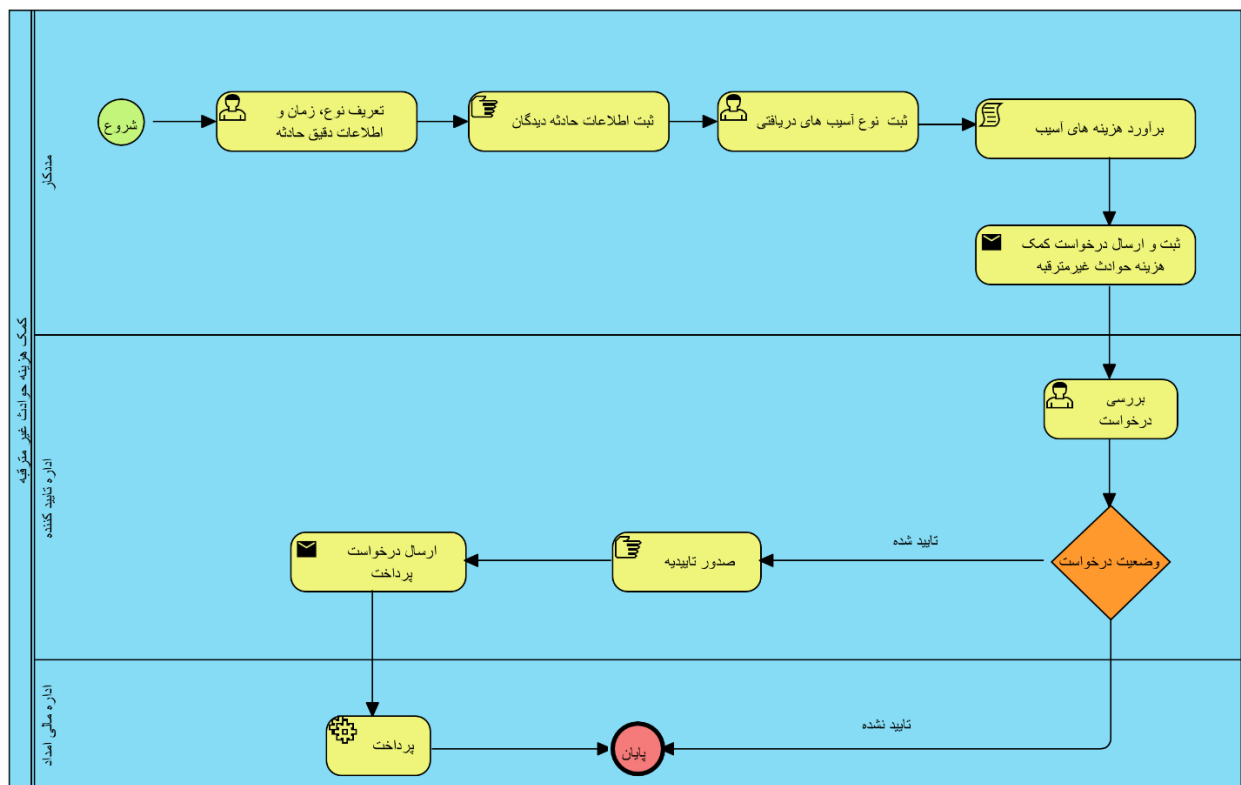 کمک هزینه حوادث غیر مترقبه
مددکار
شروع
تعریف نوع، زمان و
اطلاعات دقیق حادثه
ثبت اطلاعات حادثه دیدگان
ثبت نوع آسیب های دریافتی
برآورد هزینه های آسیب
ثبت و ارسال درخواست کمک
هزینه حوادث غیرمترقبه
اداره تایید کننده
بررسی
درخواست
وضعیت درخواست
تایید شده
صدور تاییدیه
ارسال درخواست
پرداخت
اداره مالی امداد
تایید نشده
پرداخت
پایان